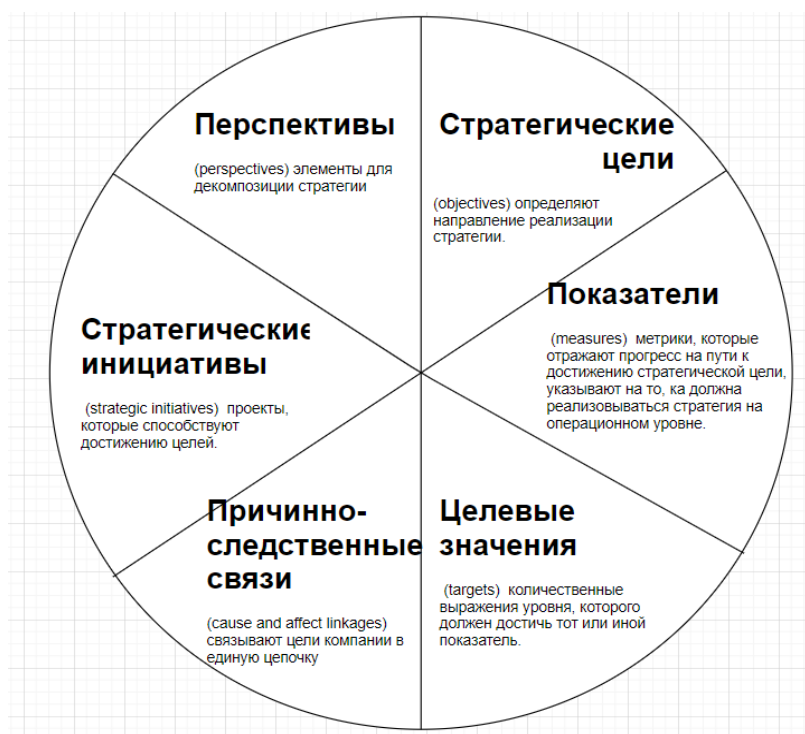 Перспективы
(perspectives) элементы для
декомпозиции стратегии
Стратегические
цели
(objectives) определяют
направление реализации
стратегии.
Показатели
(measures) метрики, которые
отражают прогресс на пути к
достижению стратегической цели,
указывают на то, ка должна
реализовываться стратегия на
операционном уровне.
Целевые
значения
(targets) количественные
выражения уровня, которого
должен достичь тот или иной
показатель.
Причинно-
следственные
связи
(cause and affect linkages)
связывают цели компании в
единую цепочку
Стратегические
инициативы
(strategic initiatives) проекты,
которые способствуют
достижению целей.